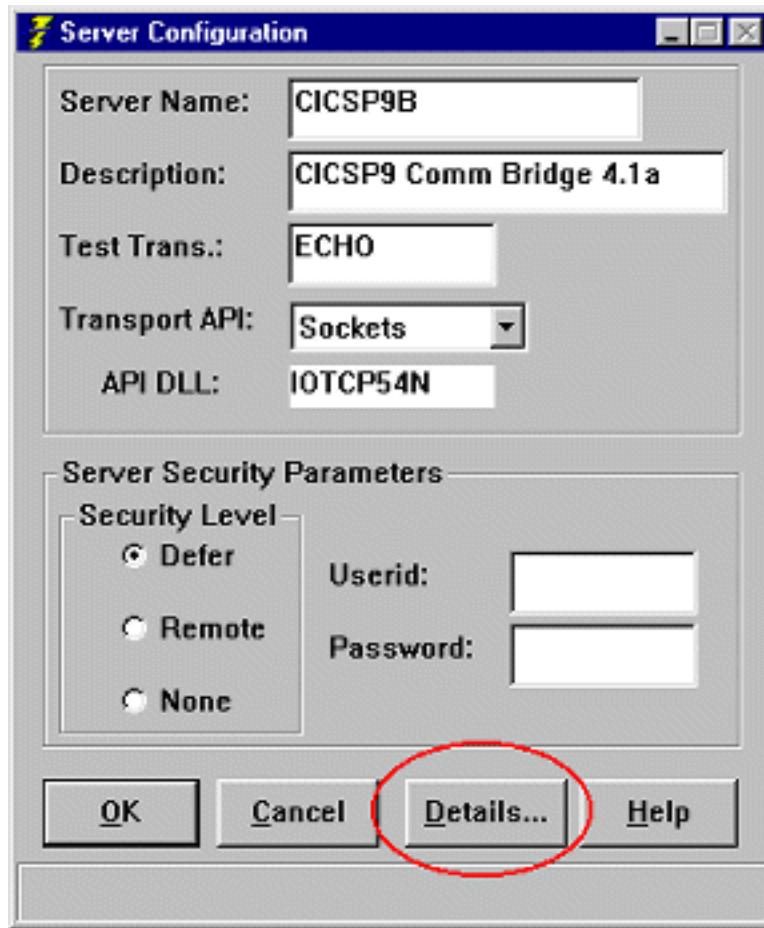 Server Configuration
Server Name: CICSP9B
Description: CICSP9 Comm Bridge 4.1a
Test Trans.: ECHO
Transport API: Sockets
API DLL: IOTCP54N
Server Security Parameters
Security Level
Defer
Userid:
Remote
Password:
None
OK Cancel Details... Help